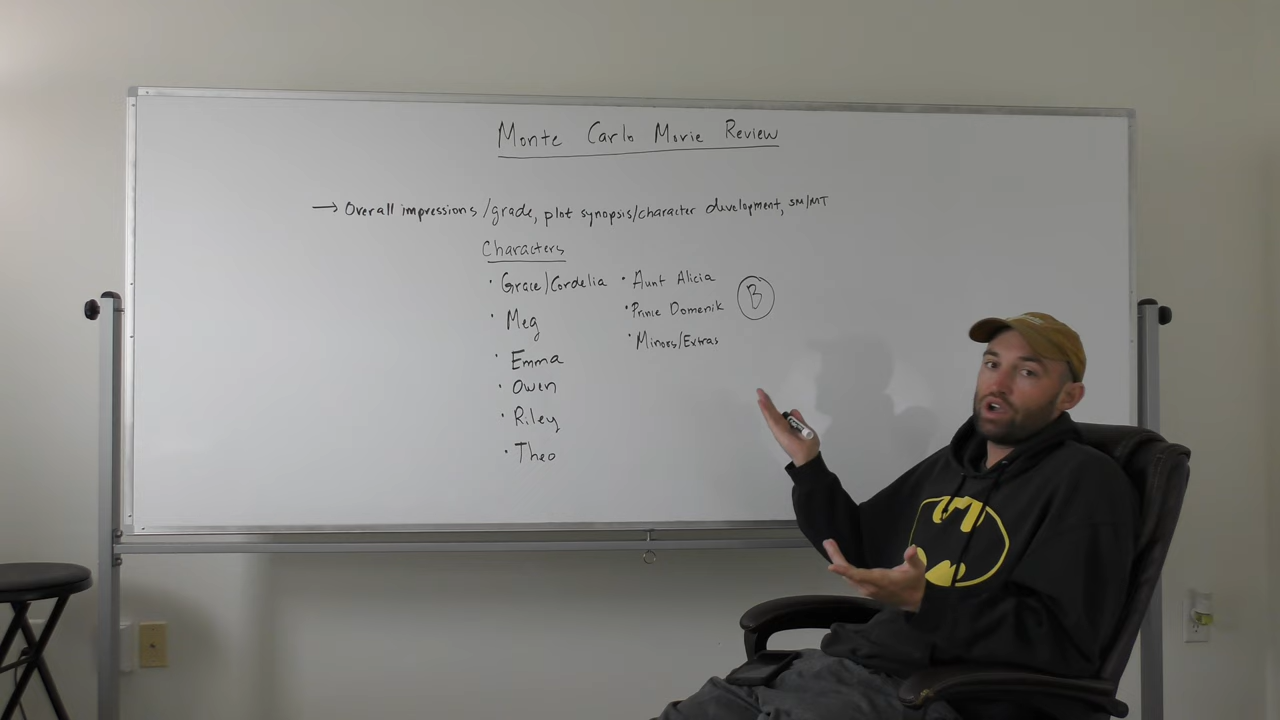 Monte Carlo Movie Review
→ Overall impressions/grade, plot synopsis/character development, SM/MT
Characters
• Grace/Cordelia
• Meg
• Emma
• Owen
• Riley
• Theo
• Aunt Alicia
• Prince Domenik
• Minors/Extras
B